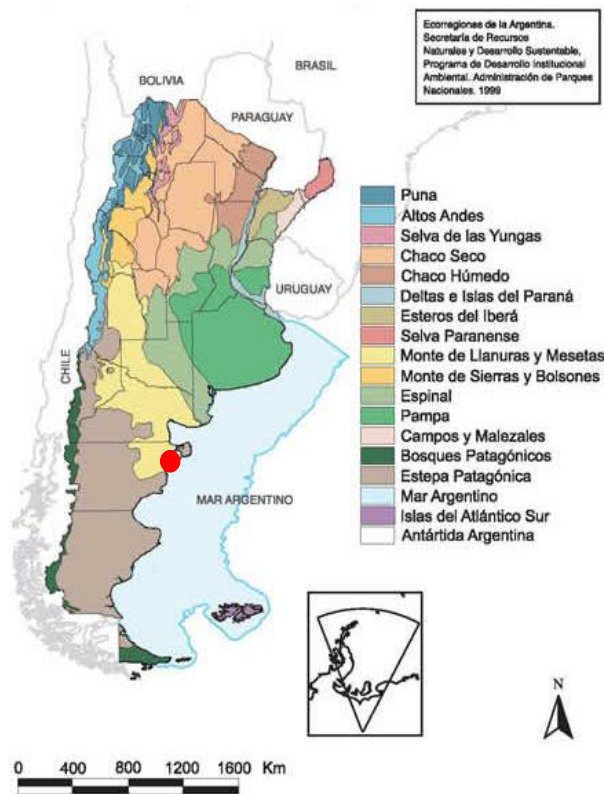 Ecorregiones de la Argentina.
Secretaría de Recursos
Naturales y Desarrollo Sustentable,
Programa de Desarrollo Institucional
Ambiental. Administración de Parques
Nacionales. 1999
BRASIL
BOLIVIA
PARAGUAY
URUGUAY
CHILE
MAR ARGENTINO
Puna
Altos Andes
Selva de las Yungas
Chaco Seco
Chaco Húmedo
Deltas e Islas del Paraná
Esteros del Iberá
Selva Paranense
Monte de Llanuras y Mesetas
Monte de Sierras y Bolsones
Espinal
Pampa
Campos y Malezales
Bosques Patagónicos
Estepa Patagónica
Mar Argentino
Islas del Atlántico Sur
Antártida Argentina
N
0 400 800 1200 1600 Km